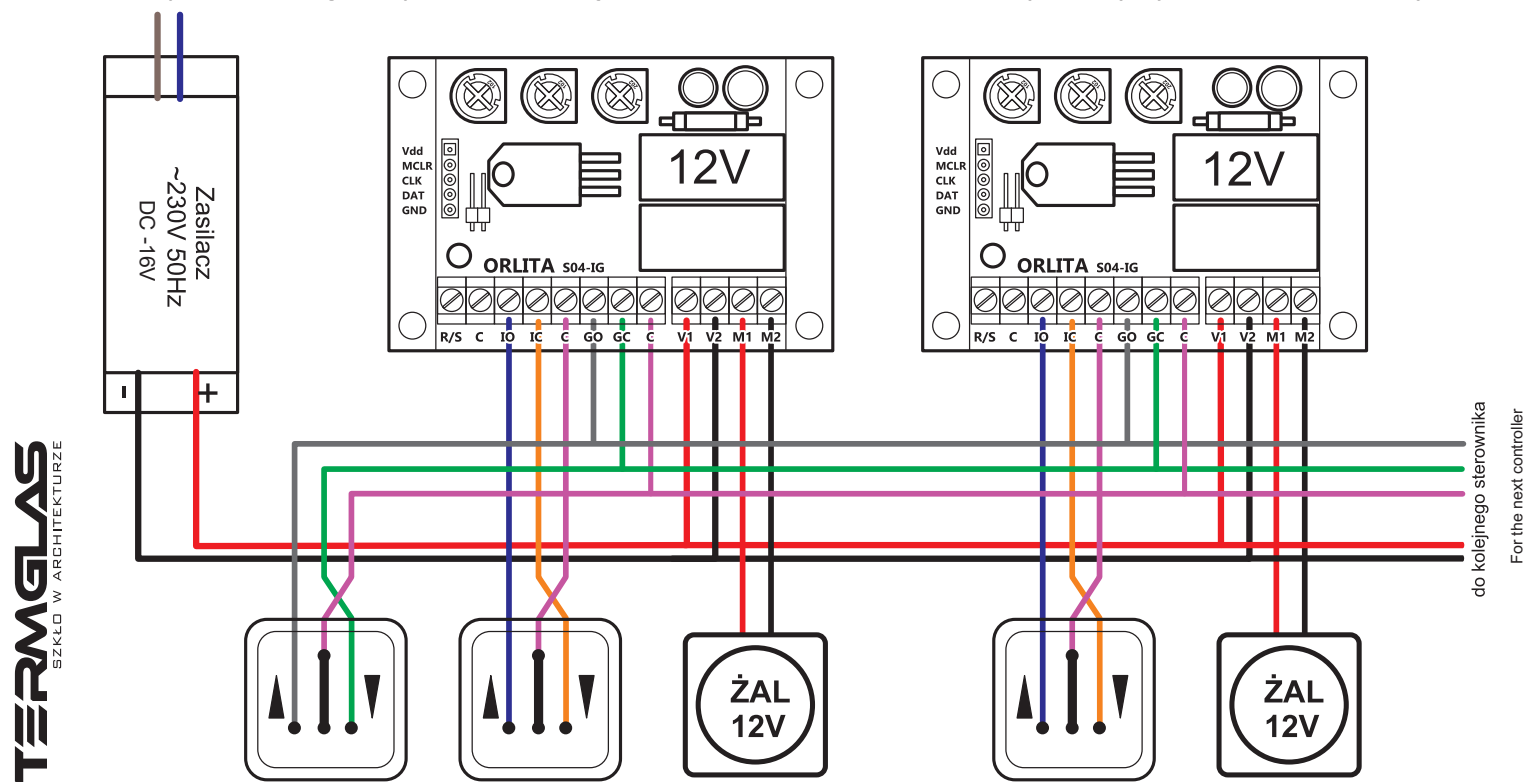 Zasilacz
~230V 50Hz
DC -16V
-
+
Vdd
MCLR
CLK
DAT
GND
12V
ORLITA S04-IG
R/S C IO IC C GO GC C V1 V2 M1 M2
Vdd
MCLR
CLK
DAT
GND
12V
ORLITA S04-IG
R/S C IO IC C GO GC C V1 V2 M1 M2
do kolejnego sterownika
For the next controller
TERMGLAS
SZKŁO W ARCHITEKTURZE
ŻAL
12V
ŻAL
12V